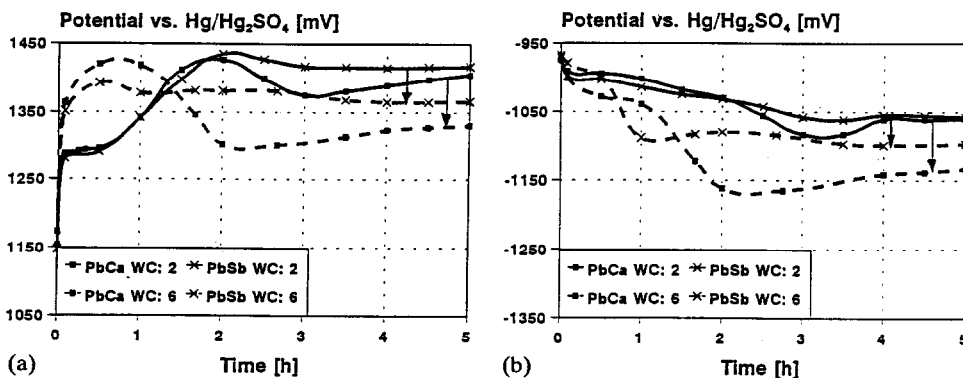 Potential vs. Hg/Hg₂SO₄ [mV]
1450
1350
1250
1150
1050
PbCa WC: 2 PbSb WC: 2
PbCa WC: 6 PbSb WC: 6
0 1 2 3 4 5
(a) Time [h]
Potential vs. Hg/Hg₂SO₄ [mV]
-950
-1050
-1150
-1250
-1350
PbCa WC: 2 PbSb WC: 2
PbCa WC: 6 PbSb WC: 6
0 1 2 3 4 5
(b) Time [h]